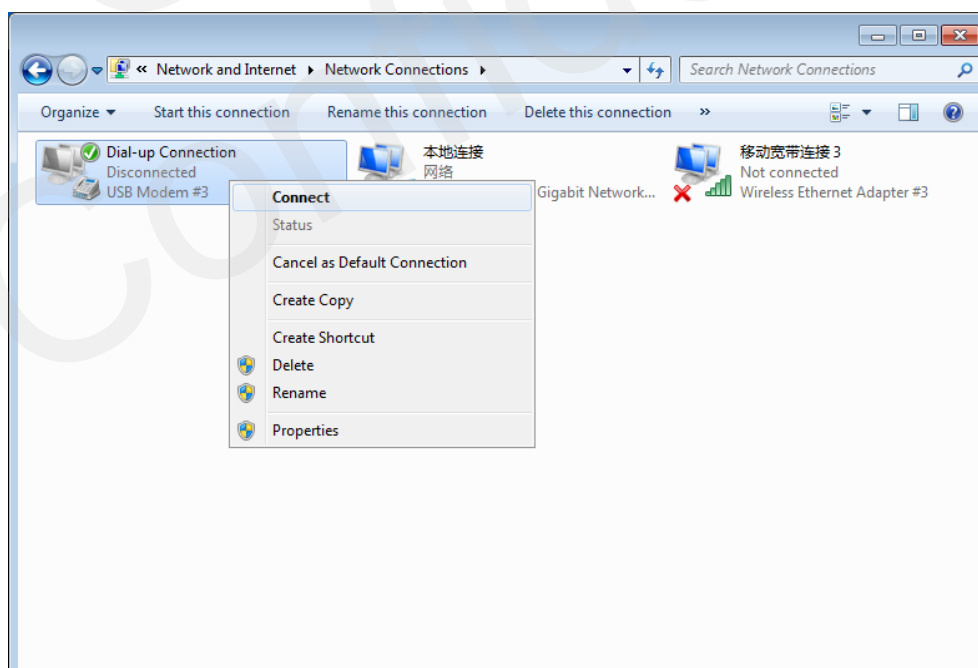 « Network and Internet ▸ Network Connections ▸
Search Network Connections
Organize
Start this connection
Rename this connection
Delete this connection
»
Dial-up Connection
Disconnected
USB Modem #3
本地连接
网络
Gigabit Network...
移动宽带连接 3
Not connected
Wireless Ethernet Adapter #3
Connect
Status
Cancel as Default Connection
Create Copy
Create Shortcut
Delete
Rename
Properties